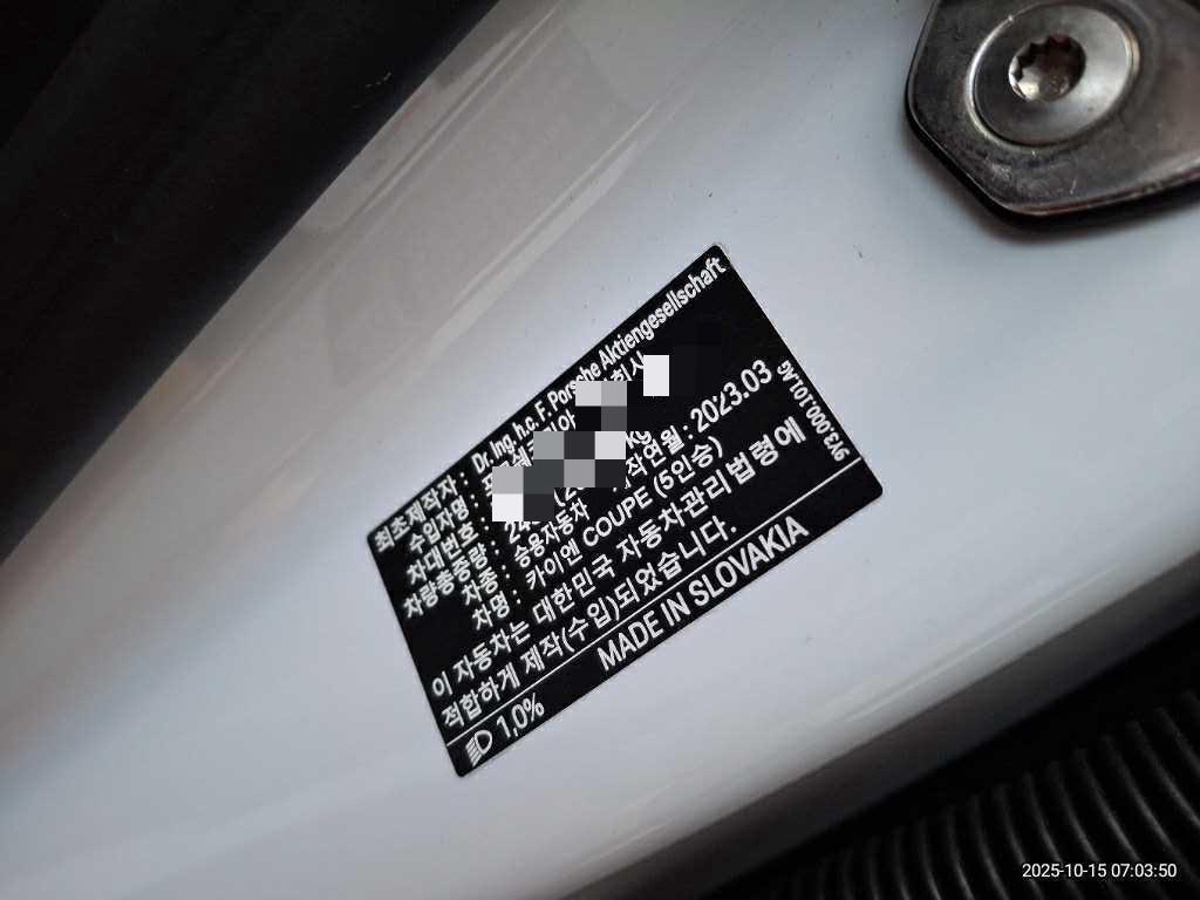 최초제작자 : Dr. Ing. h.c. F. Porsche Aktiengesellschaft
수입자명 :
차대번호 :
차량총중량 : kg
차종 : 승용자동차 제작연월 : 2023.03
차명 : 카이엔 COUPE (5인승)
이 자동차는 대한민국 자동차관리법령에
적합하게 제작(수입)되었습니다.
9Y3.000.101.AG
MADE IN SLOVAKIA
1,0%
2025-10-15 07:03:50